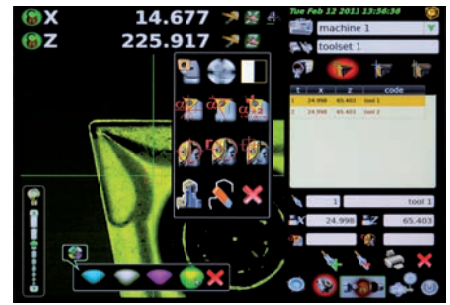 X 14.677
Z 225.917
Tue Feb 12 2013 13:56:36
machine 1
toolset 1
t x z code
1 24.998 65.403 tool 1
2 24.998 65.403 tool 2
1 tool 1
X 24.998 Z 65.403